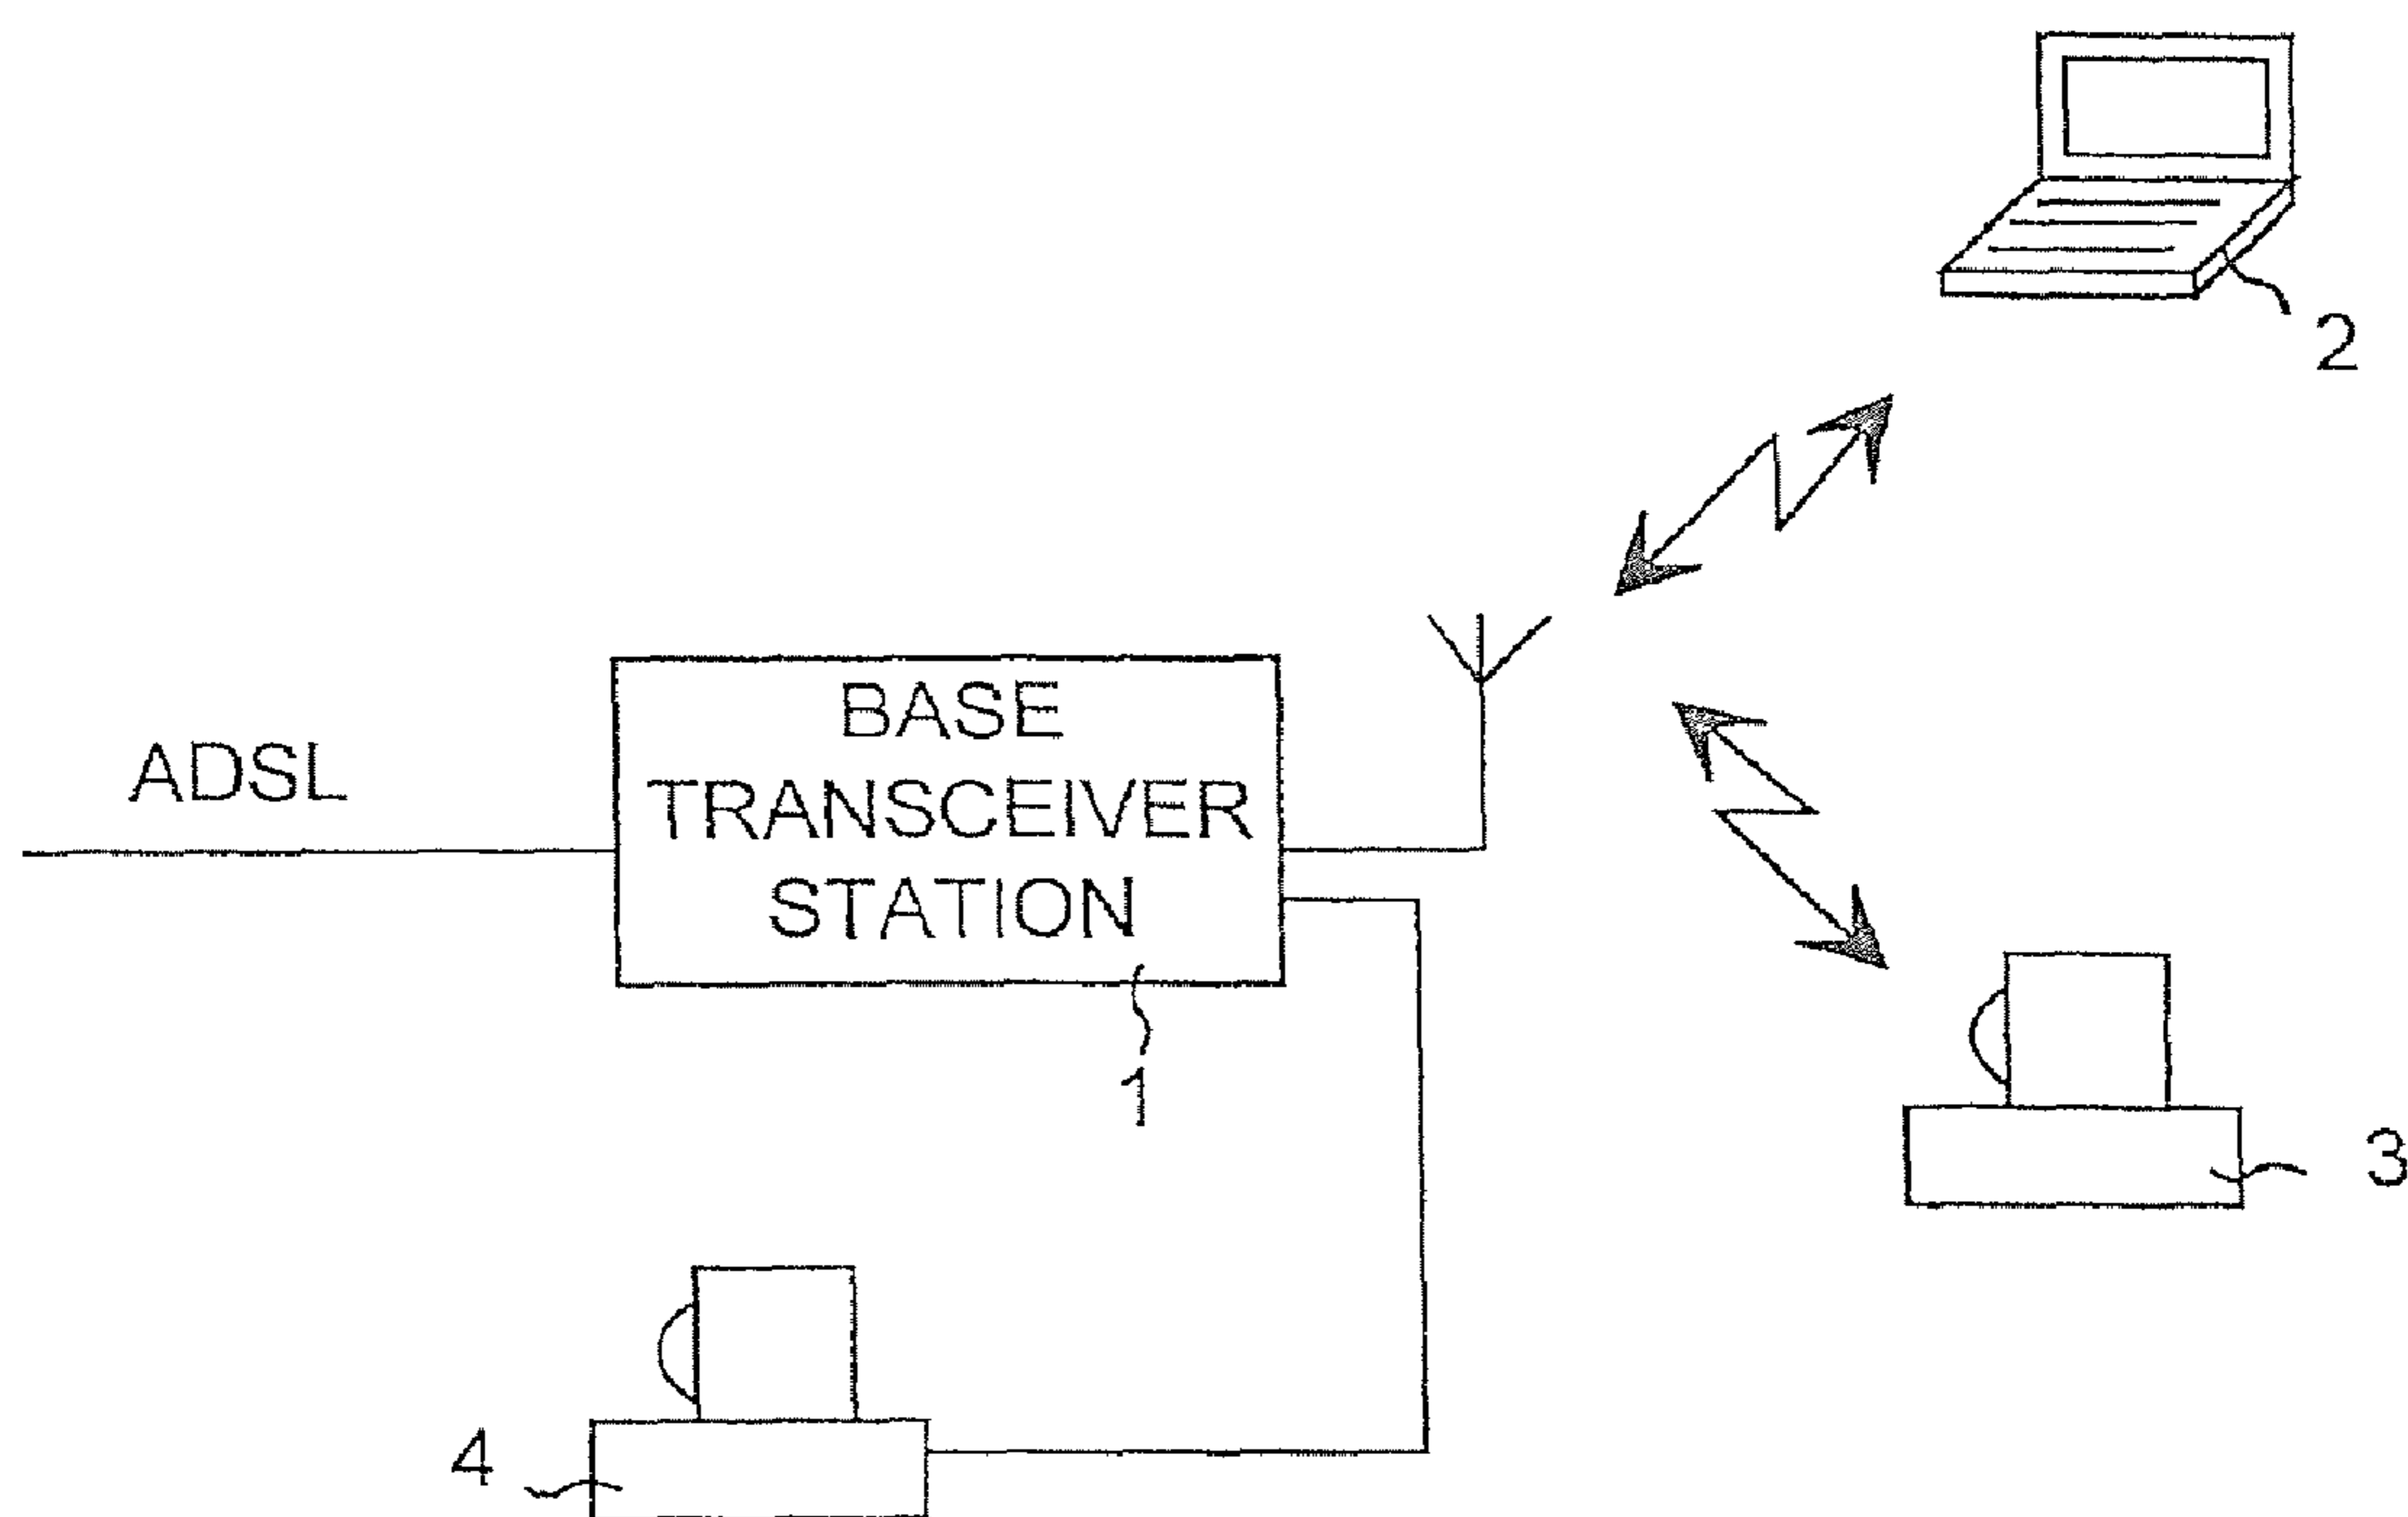 2
BASE
TRANSCEIVER
STATION
ADSL
1
3
4